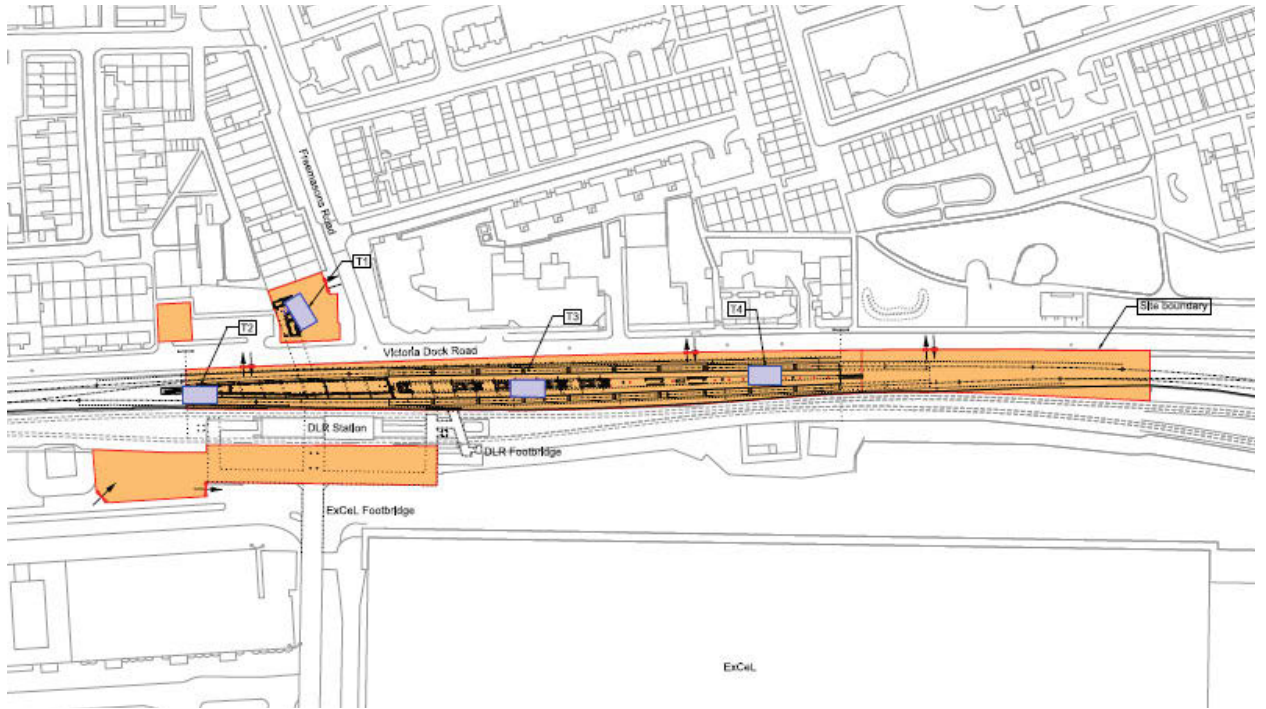 Freemasons Road
T1
T3
T4
Site boundary
T2
Victoria Dock Road
DLR Station
DLR Footbridge
ExCeL Footbridge
ExCeL